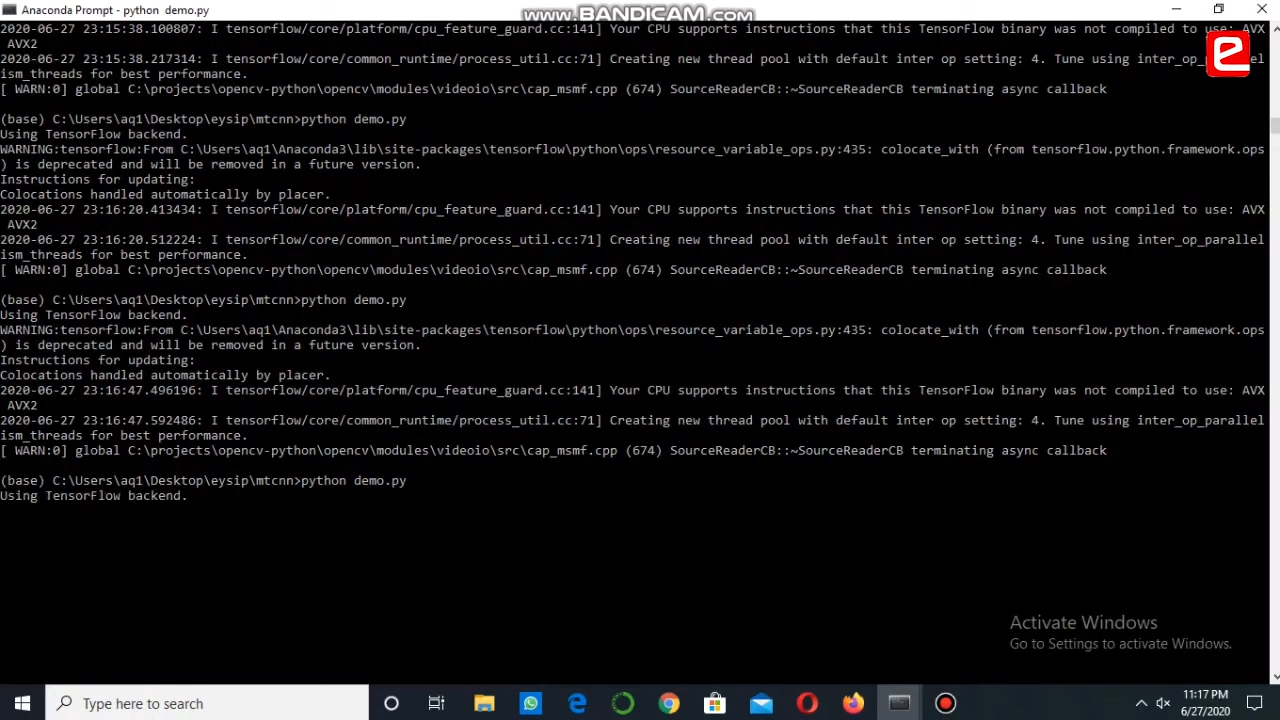 Anaconda Prompt - python  demo.py
www.BANDICAM.com
2020-06-27 23:15:38.100807: I tensorflow/core/platform/cpu_feature_guard.cc:141] Your CPU supports instructions that this TensorFlow binary was not compiled to use: AVX
 AVX2
2020-06-27 23:15:38.217314: I tensorflow/core/common_runtime/process_util.cc:71] Creating new thread pool with default inter op setting: 4. Tune using inter_op_parallel
ism_threads for best performance.
[ WARN:0] global C:\projects\opencv-python\opencv\modules\videoio\src\cap_msmf.cpp (674) SourceReaderCB::~SourceReaderCB terminating async callback
(base) C:\Users\aq1\Desktop\eysip\mtcnn>python demo.py
Using TensorFlow backend.
WARNING:tensorflow:From C:\Users\aq1\Anaconda3\lib\site-packages\tensorflow\python\ops\resource_variable_ops.py:435: colocate_with (from tensorflow.python.framework.ops
) is deprecated and will be removed in a future version.
Instructions for updating:
Colocations handled automatically by placer.
2020-06-27 23:16:20.413434: I tensorflow/core/platform/cpu_feature_guard.cc:141] Your CPU supports instructions that this TensorFlow binary was not compiled to use: AVX
 AVX2
2020-06-27 23:16:20.512224: I tensorflow/core/common_runtime/process_util.cc:71] Creating new thread pool with default inter op setting: 4. Tune using inter_op_parallel
ism_threads for best performance.
[ WARN:0] global C:\projects\opencv-python\opencv\modules\videoio\src\cap_msmf.cpp (674) SourceReaderCB::~SourceReaderCB terminating async callback
(base) C:\Users\aq1\Desktop\eysip\mtcnn>python demo.py
Using TensorFlow backend.
WARNING:tensorflow:From C:\Users\aq1\Anaconda3\lib\site-packages\tensorflow\python\ops\resource_variable_ops.py:435: colocate_with (from tensorflow.python.framework.ops
) is deprecated and will be removed in a future version.
Instructions for updating:
Colocations handled automatically by placer.
2020-06-27 23:16:47.496196: I tensorflow/core/platform/cpu_feature_guard.cc:141] Your CPU supports instructions that this TensorFlow binary was not compiled to use: AVX
 AVX2
2020-06-27 23:16:47.592486: I tensorflow/core/common_runtime/process_util.cc:71] Creating new thread pool with default inter op setting: 4. Tune using inter_op_parallel
ism_threads for best performance.
[ WARN:0] global C:\projects\opencv-python\opencv\modules\videoio\src\cap_msmf.cpp (674) SourceReaderCB::~SourceReaderCB terminating async callback
(base) C:\Users\aq1\Desktop\eysip\mtcnn>python demo.py
Using TensorFlow backend.
Activate Windows
Go to Settings to activate Windows.
Type here to search
11:17 PM
6/27/2020